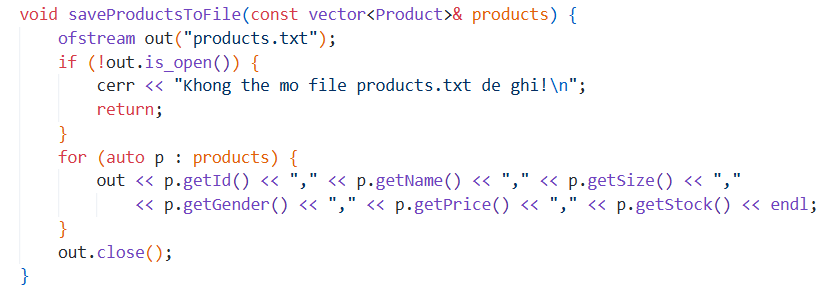 void saveProductsToFile(const vector<Product>& products) {
    ofstream out("products.txt");
    if (!out.is_open()) {
        cerr << "Khong the mo file products.txt de ghi!\n";
        return;
    }
    for (auto p : products) {
        out << p.getId() << "," << p.getName() << "," << p.getSize() << ","
            << p.getGender() << "," << p.getPrice() << "," << p.getStock() << endl;
    }
    out.close();
}